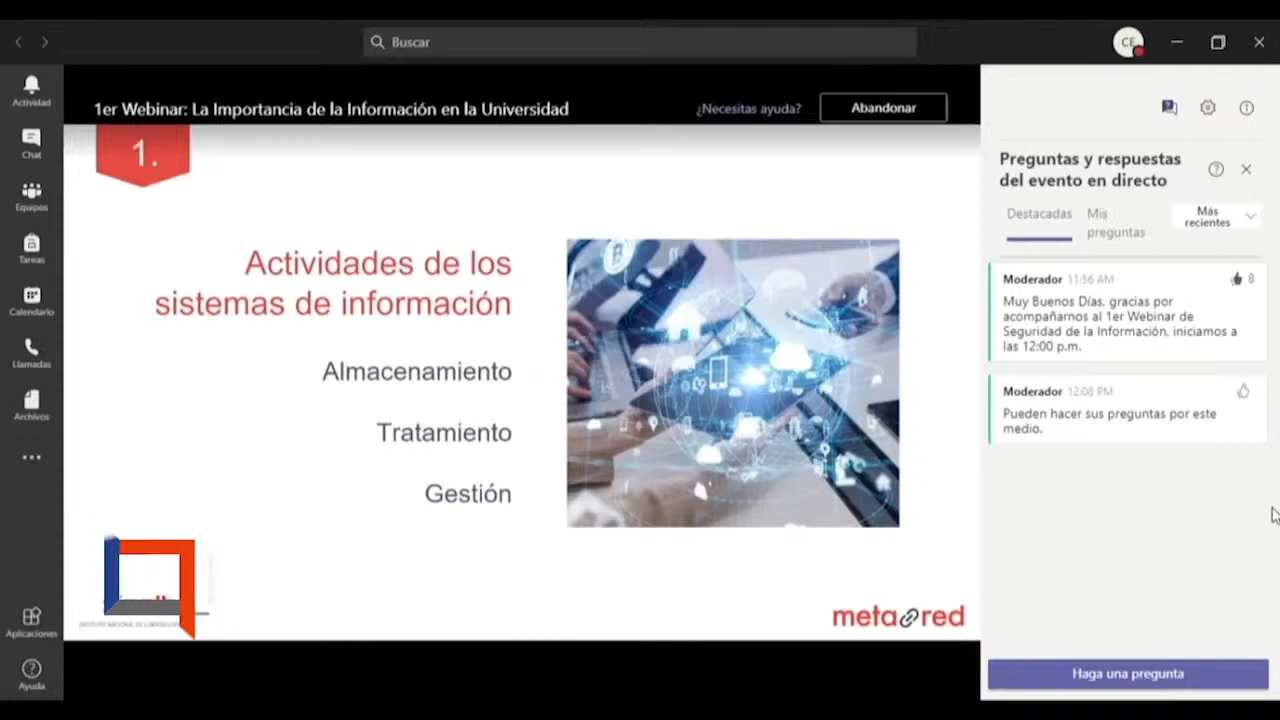 Buscar
CE
Actividad
Chat
Equipos
Tareas
Calendario
Llamadas
Archivos
Aplicaciones
Ayuda
1er Webinar: La Importancia de la Información en la Universidad
¿Necesitas ayuda?
Abandonar
1.
Actividades de los
sistemas de información
Almacenamiento
Tratamiento
Gestión
metared
Preguntas y respuestas
del evento en directo
Destacadas
Mis
preguntas
Más
recientes
Moderador 11:56 AM
8
Muy Buenos Días, gracias por
acompañarnos al 1er Webinar de
Seguridad de la Información, iniciamos a
las 12:00 p.m.
Moderador 12:08 PM
Pueden hacer sus preguntas por este
medio.
Haga una pregunta